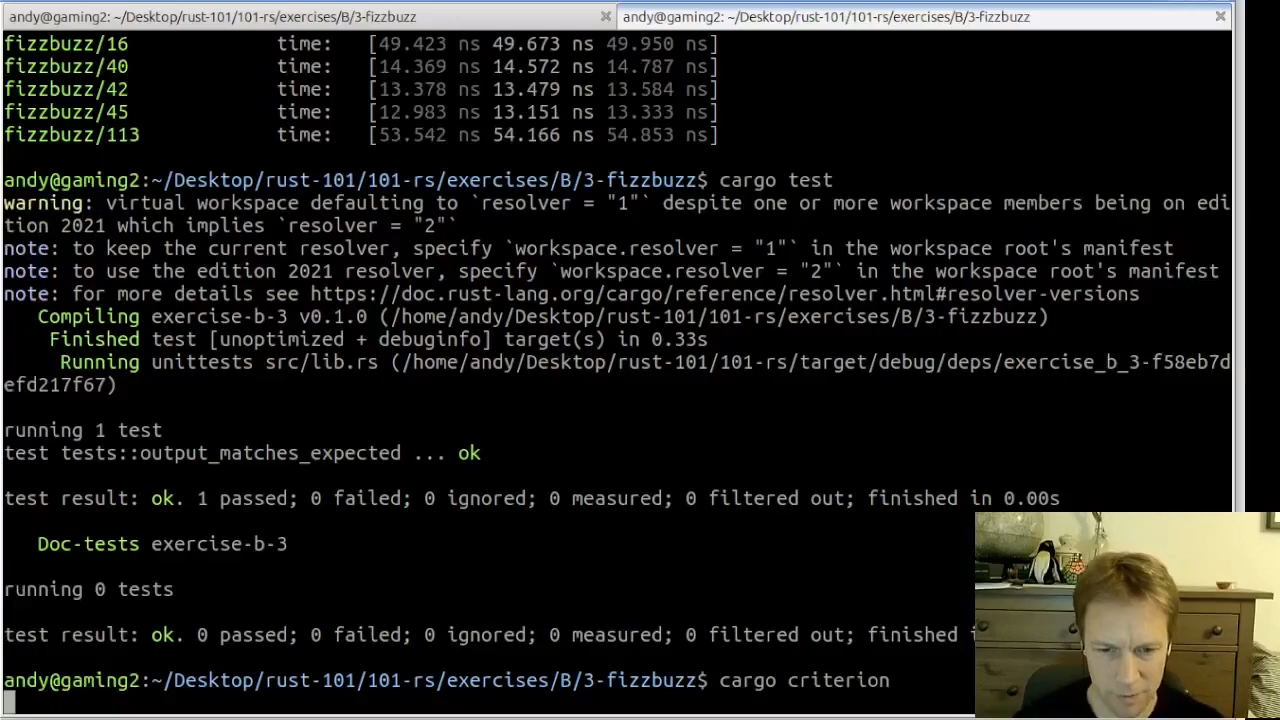 andy@gaming2: ~/Desktop/rust-101/101-rs/exercises/B/3-fizzbuzz
andy@gaming2: ~/Desktop/rust-101/101-rs/exercises/B/3-fizzbuzz
fizzbuzz/16 time: [49.423 ns 49.673 ns 49.950 ns]
fizzbuzz/40 time: [14.369 ns 14.572 ns 14.787 ns]
fizzbuzz/42 time: [13.378 ns 13.479 ns 13.584 ns]
fizzbuzz/45 time: [12.983 ns 13.151 ns 13.333 ns]
fizzbuzz/113 time: [53.542 ns 54.166 ns 54.853 ns]
andy@gaming2:~/Desktop/rust-101/101-rs/exercises/B/3-fizzbuzz$ cargo test
warning: virtual workspace defaulting to `resolver = "1"` despite one or more workspace members being on edi
tion 2021 which implies `resolver = "2"`
note: to keep the current resolver, specify `workspace.resolver = "1"` in the workspace root's manifest
note: to use the edition 2021 resolver, specify `workspace.resolver = "2"` in the workspace root's manifest
note: for more details see https://doc.rust-lang.org/cargo/reference/resolver.html#resolver-versions
Compiling exercise-b-3 v0.1.0 (/home/andy/Desktop/rust-101/101-rs/exercises/B/3-fizzbuzz)
Finished test [unoptimized + debuginfo] target(s) in 0.33s
Running unittests src/lib.rs (/home/andy/Desktop/rust-101/101-rs/target/debug/deps/exercise_b_3-f58eb7d
efd217f67)
running 1 test
test tests::output_matches_expected ... ok
test result: ok. 1 passed; 0 failed; 0 ignored; 0 measured; 0 filtered out; finished in 0.00s
Doc-tests exercise-b-3
running 0 tests
test result: ok. 0 passed; 0 failed; 0 ignored; 0 measured; 0 filtered out; finished
andy@gaming2:~/Desktop/rust-101/101-rs/exercises/B/3-fizzbuzz$ cargo criterion